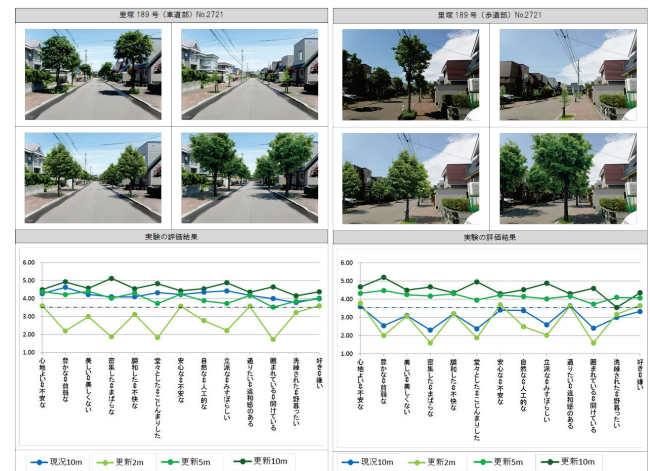 里塚 189 号（車道部）No.2721
実験の評価結果
6.00
5.00
4.00
3.00
2.00
1.00
心地よい⇔不安な
豊かな⇔貧弱な
美しい⇔美しくない
密集した⇔まばらな
調和した⇔不快な
堂々とした⇔こじんまりした
安心な⇔不安な
自然な⇔人工的な
立派な⇔みすぼらしい
通りたい⇔違和感のある
囲まれている⇔開けている
洗練された⇔野暮ったい
好き⇔嫌い
現況10m
更新2m
更新5m
更新10m
里塚 189 号（歩道部）No.2721
実験の評価結果
6.00
5.00
4.00
3.00
2.00
1.00
心地よい⇔不安な
豊かな⇔貧弱な
美しい⇔美しくない
密集した⇔まばらな
調和した⇔不快な
堂々とした⇔こじんまりした
安心な⇔不安な
自然な⇔人工的な
立派な⇔みすぼらしい
通りたい⇔違和感のある
囲まれている⇔開けている
洗練された⇔野暮ったい
好き⇔嫌い
現況10m
更新2m
更新5m
更新10m